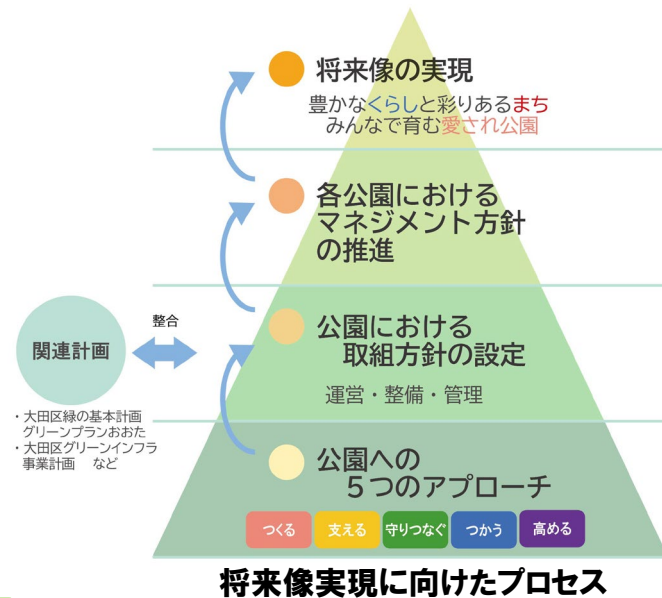 将来像の実現
豊かなくらしと彩りあるまち
みんなで育む愛され公園
各公園における
マネジメント方針
の推進
関連計画
整合
・大田区緑の基本計画
グリーンプランおおた
・大田区グリーンインフラ
事業計画 など
公園における
取組方針の設定
運営・整備・管理
公園への
5つのアプローチ
つくる
支える
守りつなぐ
つかう
高める
将来像実現に向けたプロセス